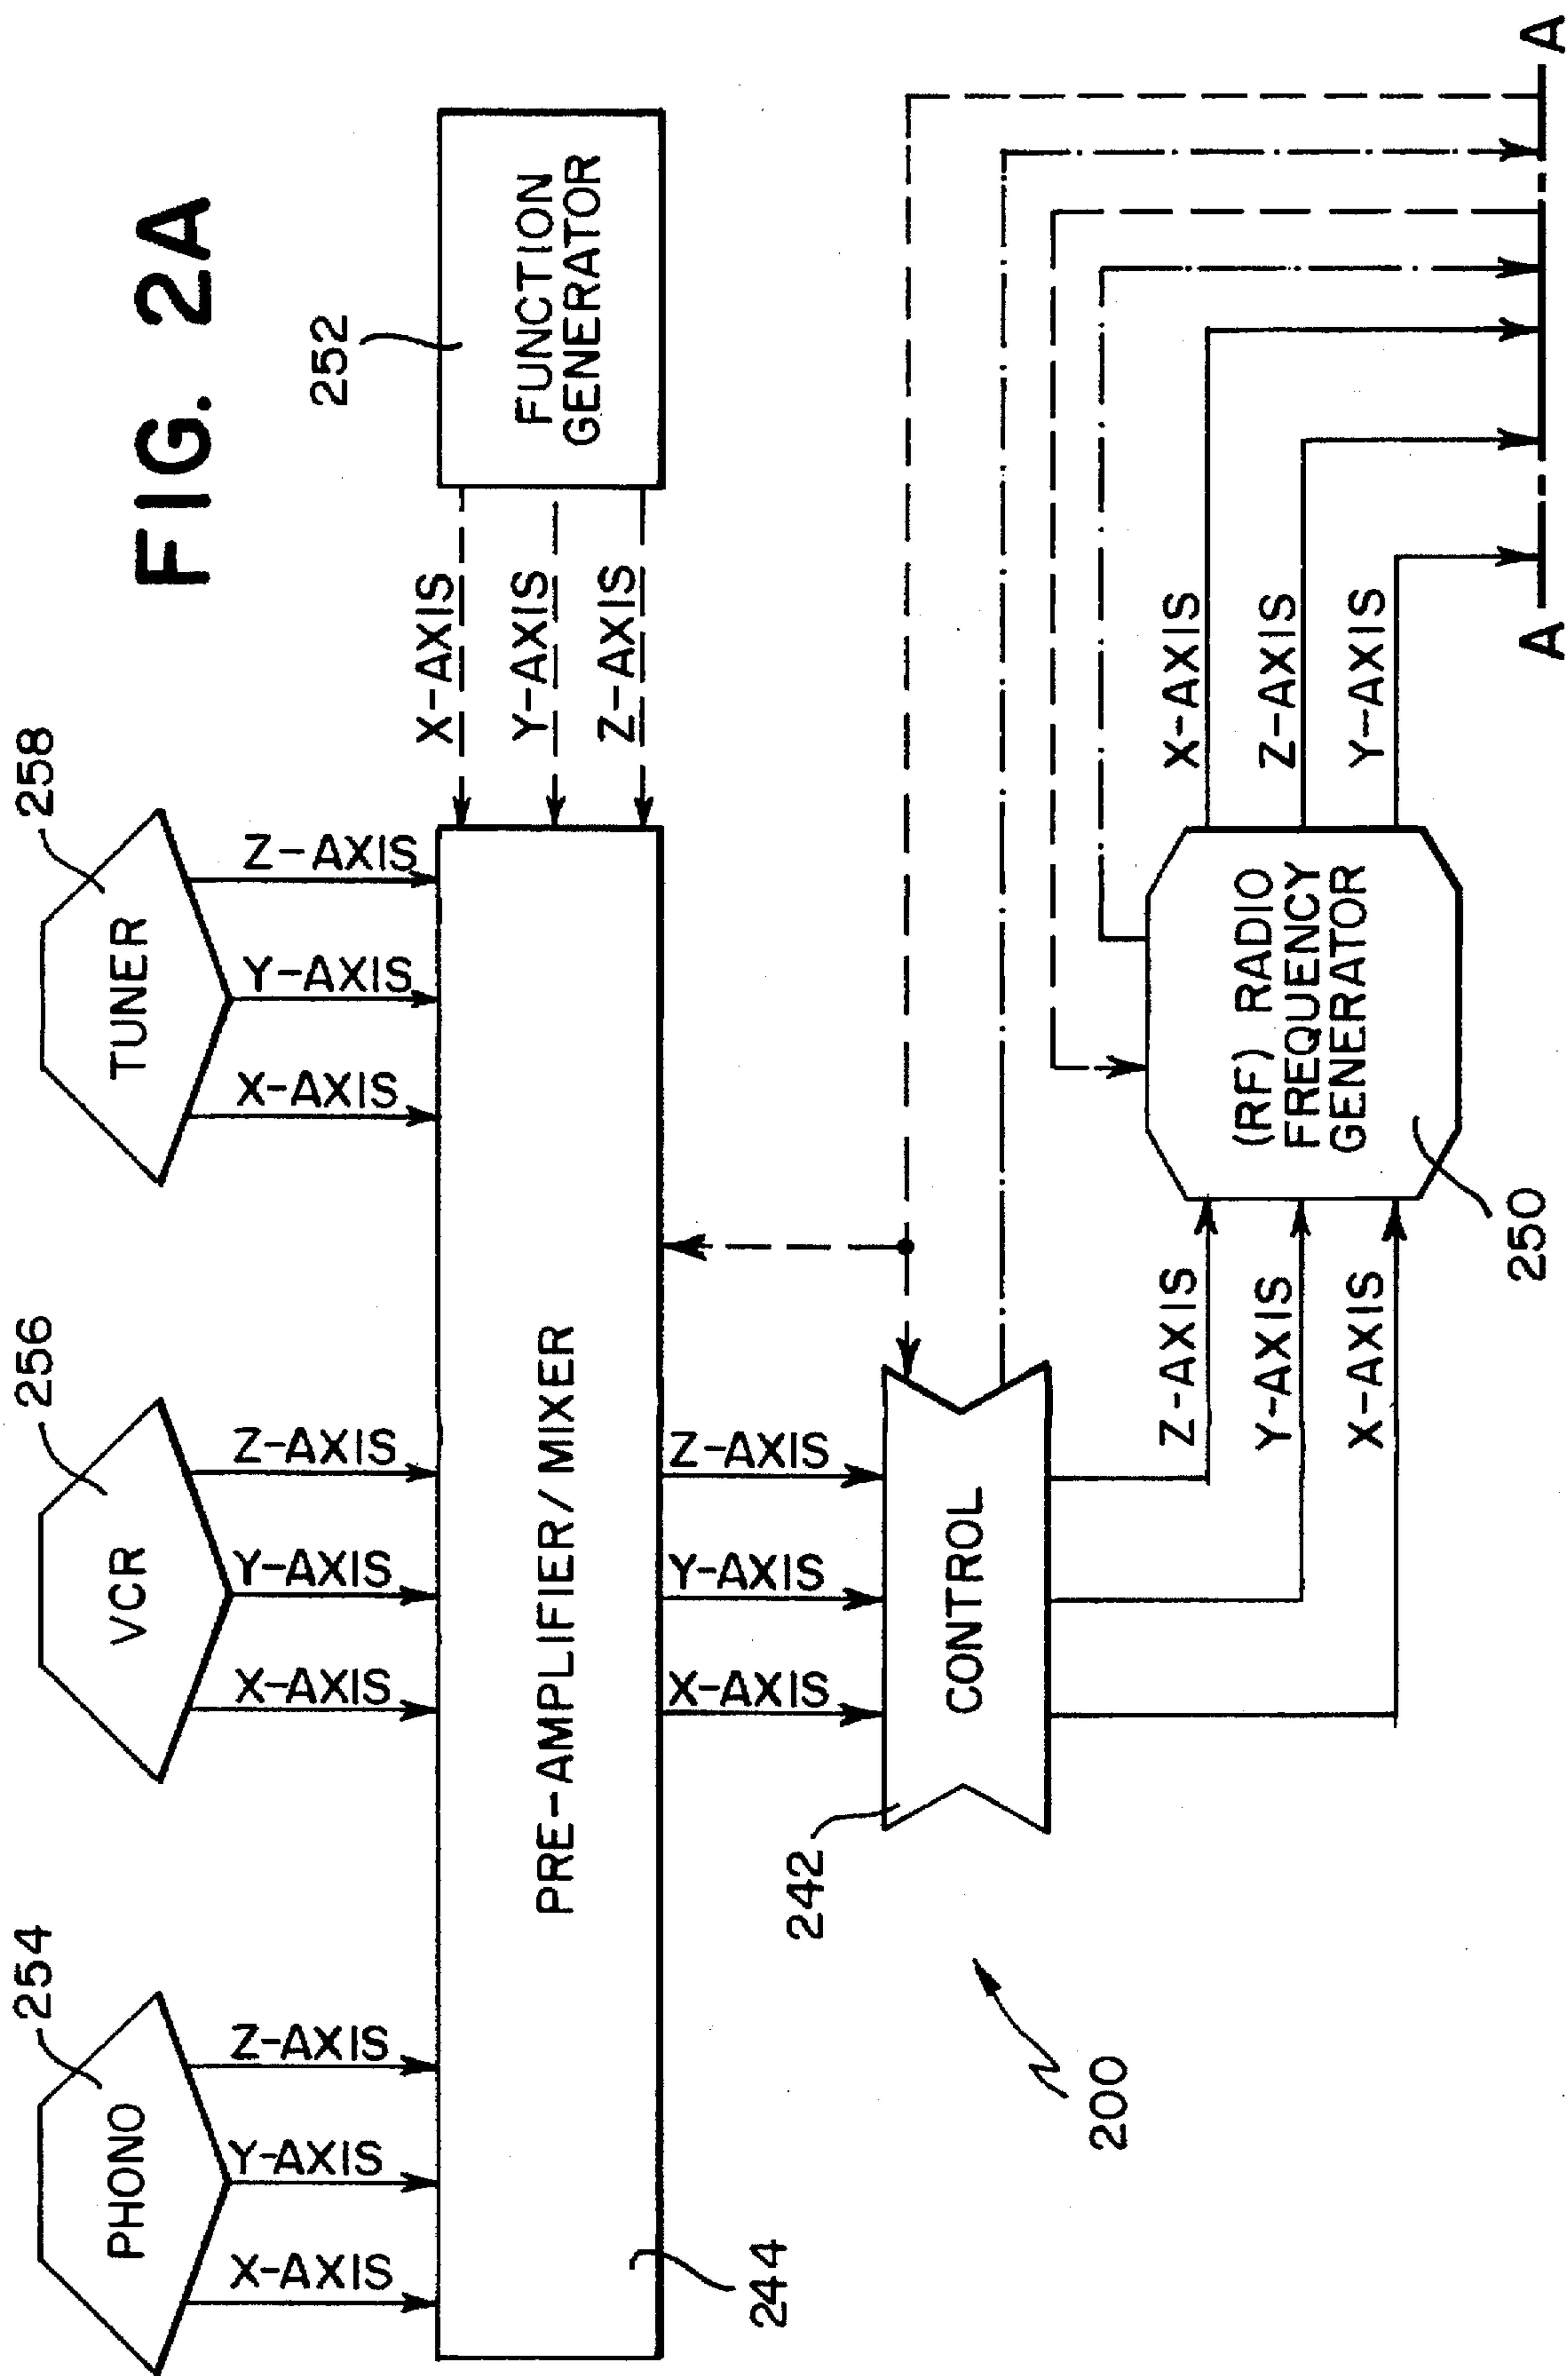 FIG. 2A
254
PHONO
X-AXIS
Y-AXIS
Z-AXIS
256
VCR
X-AXIS
Y-AXIS
Z-AXIS
258
TUNER
X-AXIS
Y-AXIS
Z-AXIS
252
FUNCTION
GENERATOR
X-AXIS
Y-AXIS
Z-AXIS
PRE-AMPLIFIER/MIXER
244
X-AXIS
Y-AXIS
Z-AXIS
242
CONTROL
200
Z-AXIS
Y-AXIS
X-AXIS
(RF) RADIO
FREQUENCY
GENERATOR
250
X-AXIS
Z-AXIS
Y-AXIS
A
A